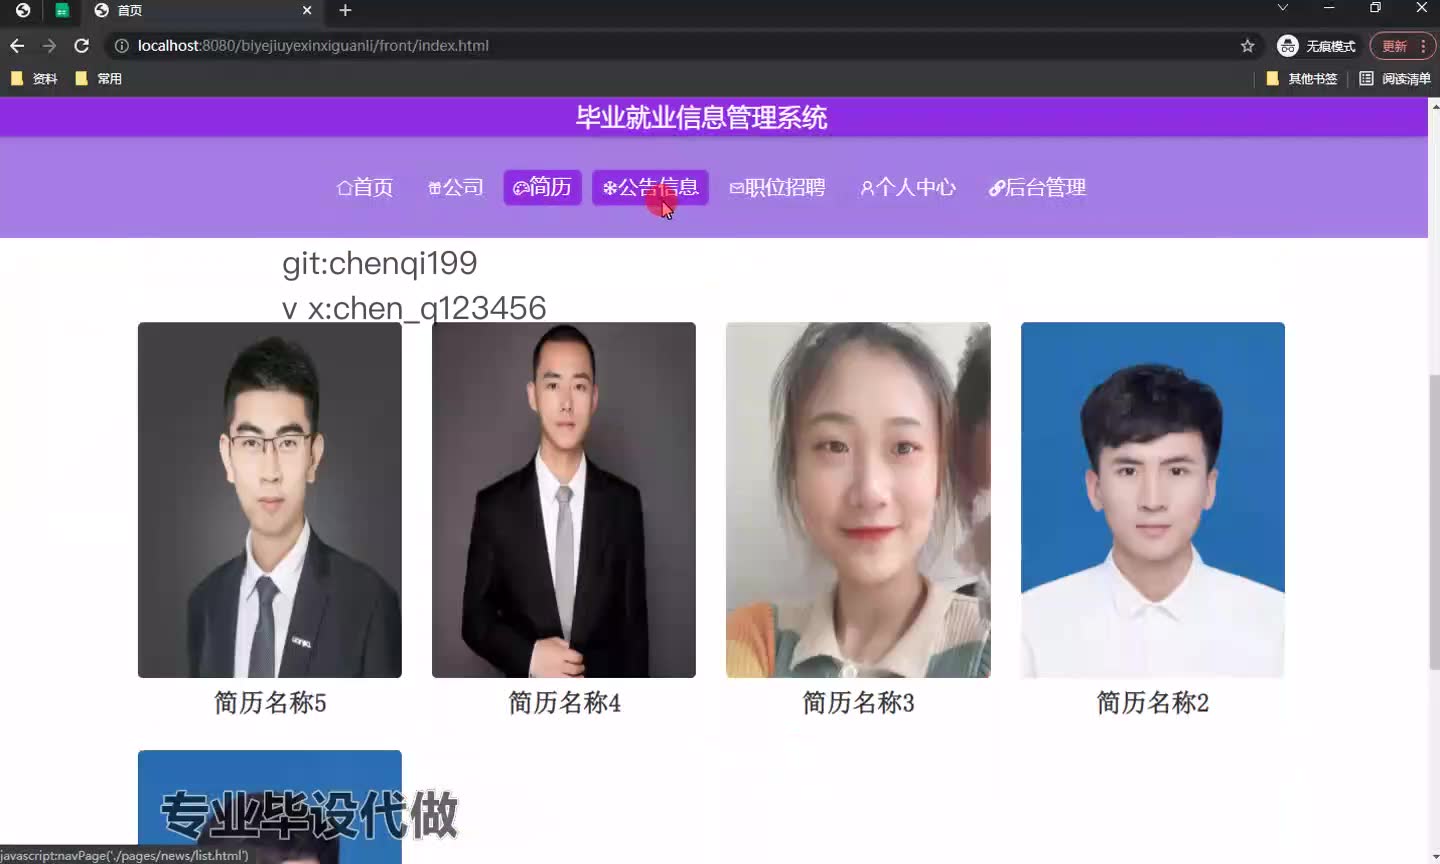 首页
localhost:8080/biyejiuyexinxiguanli/front/index.html
无痕模式
更新
资料
常用
其他书签
阅读清单
毕业就业信息管理系统
首页
公司
简历
公告信息
职位招聘
个人中心
后台管理
git:chenqi199
v x:chen_q123456
简历名称5
简历名称4
简历名称3
简历名称2
专业毕设代做
javascript:navPage('./pages/news/list.html')